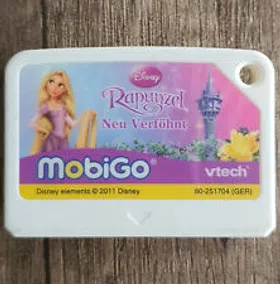 Disney
Rapunzel
Neu Verföhnt
MobiGo®
vtech®
Disney elements © 2011 Disney
80-251704 (GER)